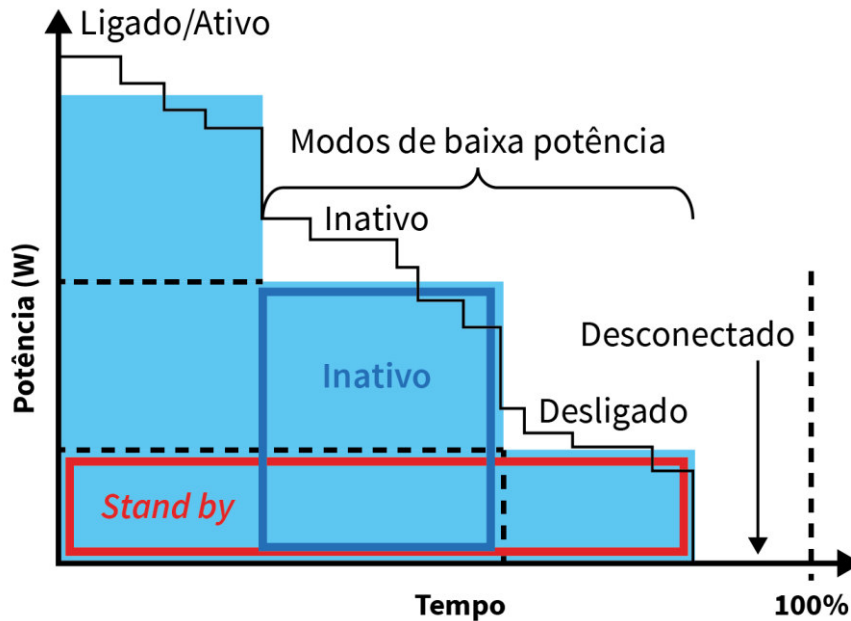 Ligado/Ativo
Modos de baixa potência
Inativo
Potência (W)
Desconectado
Inativo
Desligado
Stand by
Tempo
100%